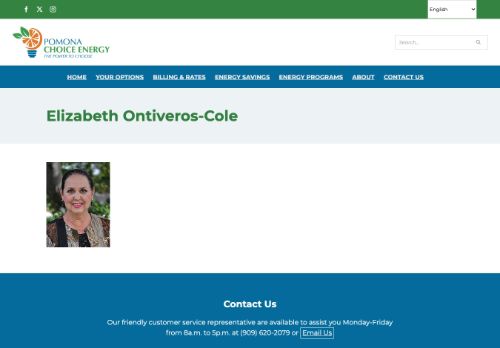 English
POMONA
CHOICE ENERGY
THE POWER TO CHOOSE
Search...
HOME YOUR OPTIONS BILLING & RATES ENERGY SAVINGS ENERGY PROGRAMS ABOUT CONTACT US
Elizabeth Ontiveros-Cole
Contact Us
Our friendly customer service representative are available to assist you Monday-Friday
from 8a.m. to 5p.m. at (909) 620-2079 or Email Us